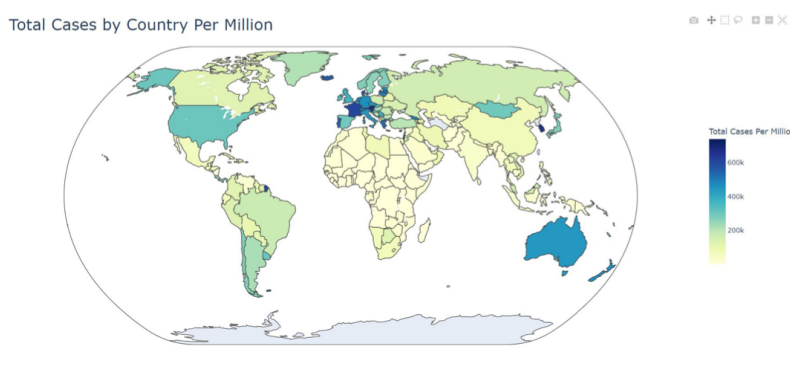 Total Cases by Country Per Million
Total Cases Per Millio
600k
400k
200k